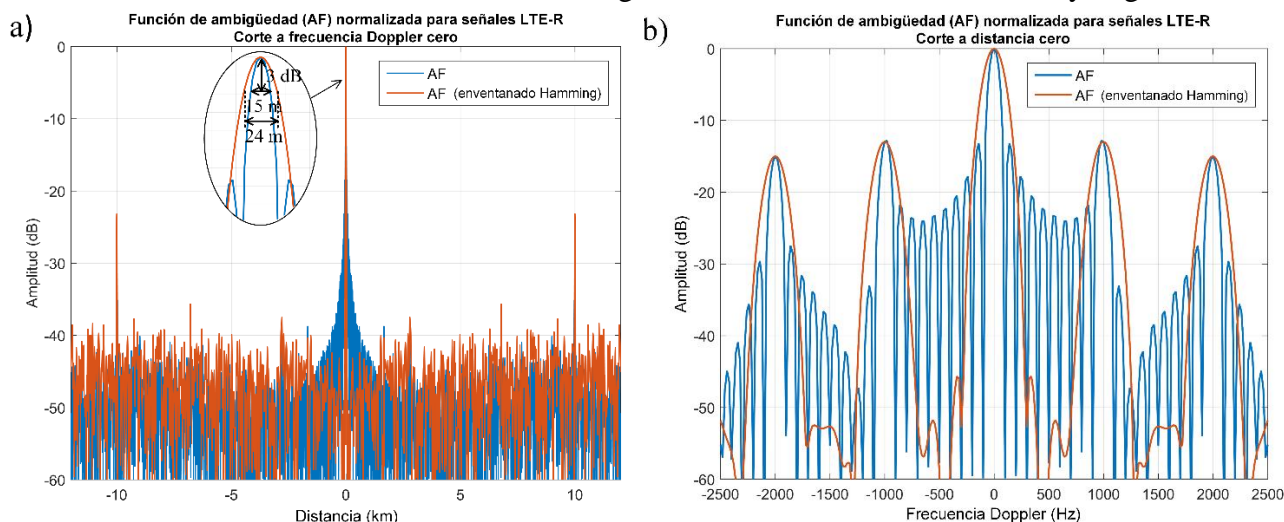 a)
Función de ambigüedad (AF) normalizada para señales LTE-R
Corte a frecuencia Doppler cero
AF
AF (enventanado Hamming)
3 dB
15 m
24 m
Amplitud (dB)
0
-10
-20
-30
-40
-50
-60
-10
-5
0
5
10
Distancia (km)
b)
Función de ambigüedad (AF) normalizada para señales LTE-R
Corte a distancia cero
AF
AF (enventanado Hamming)
Amplitud (dB)
0
-10
-20
-30
-40
-50
-60
-2500
-2000
-1500
-1000
-500
0
500
1000
1500
2000
2500
Frecuencia Doppler (Hz)